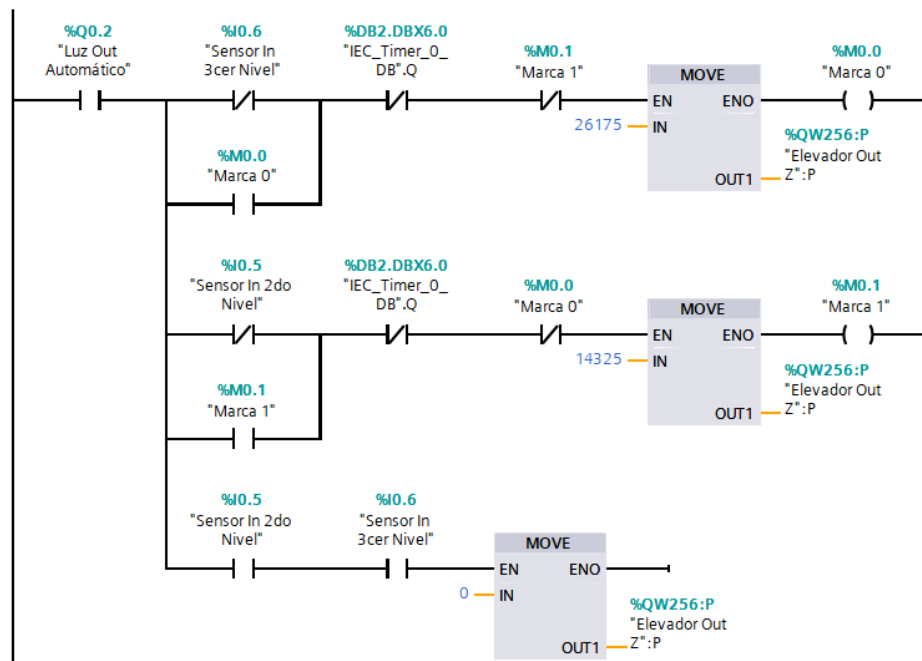 %Q0.2
"Luz Out
Automático"
%I0.6
"Sensor In
3cer Nivel"
%DB2.DBX6.0
"IEC_Timer_0_
DB".Q
%M0.1
"Marca 1"
MOVE
EN ENO
26175 IN
OUT1
%M0.0
"Marca 0"
%QW256:P
"Elevador Out
Z":P
%M0.0
"Marca 0"
%I0.5
"Sensor In 2do
Nivel"
%DB2.DBX6.0
"IEC_Timer_0_
DB".Q
%M0.0
"Marca 0"
MOVE
EN ENO
14325 IN
OUT1
%M0.1
"Marca 1"
%QW256:P
"Elevador Out
Z":P
%M0.1
"Marca 1"
%I0.5
"Sensor In 2do
Nivel"
%I0.6
"Sensor In
3cer Nivel"
MOVE
EN ENO
0 IN
OUT1
%QW256:P
"Elevador Out
Z":P